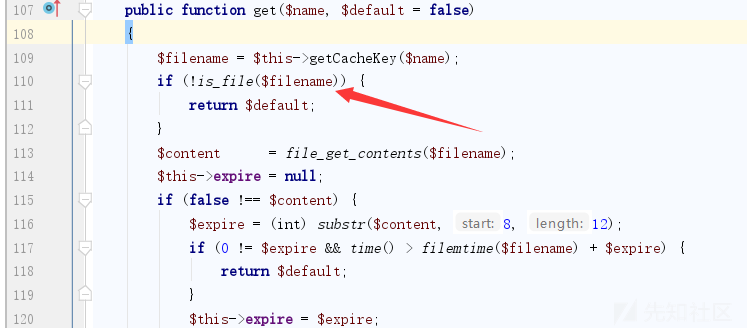 107 public function get($name, $default = false)
108 {
109 $filename = $this->getCacheKey($name);
110 if (!is_file($filename)) {
111 return $default;
112 }
113 $content = file_get_contents($filename);
114 $this->expire = null;
115 if (false !== $content) {
116 $expire = (int) substr($content, start: 8, length: 12);
117 if (0 != $expire && time() > filemtime($filename) + $expire) {
118 return $default;
119 }
120 $this->expire = $expire;
先知社区